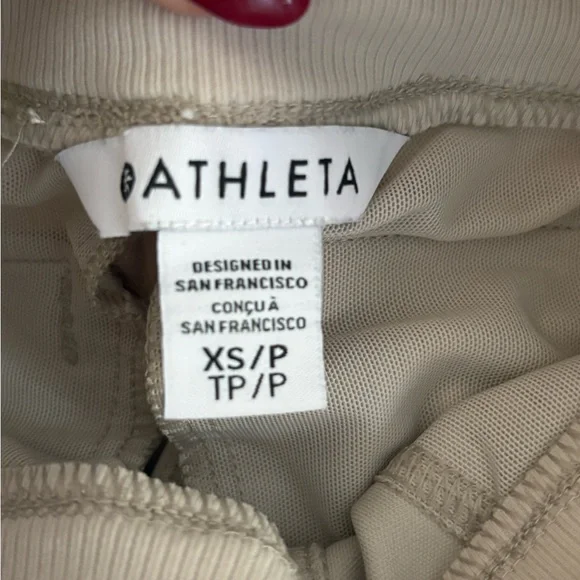 ATHLETA
DESIGNED IN
SAN FRANCISCO
CONÇU À
SAN FRANCISCO
XS/P
TP/P